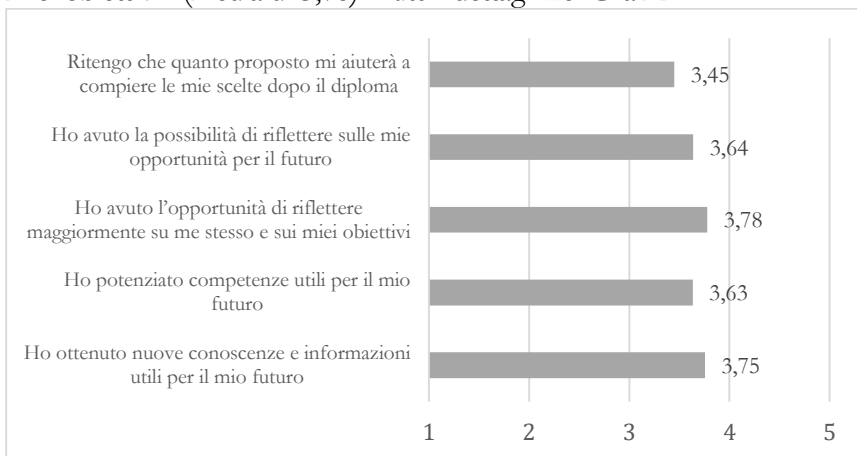 Ritengo che quanto proposto mi aiuterà a
compiere le mie scelte dopo il diploma
3,45
Ho avuto la possibilità di riflettere sulle mie
opportunità per il futuro
3,64
Ho avuto l'opportunità di riflettere
maggiormente su me stesso e sui miei obiettivi
3,78
Ho potenziato competenze utili per il mio
futuro
3,63
Ho ottenuto nuove conoscenze e informazioni
utili per il mio futuro
3,75
1 2 3 4 5